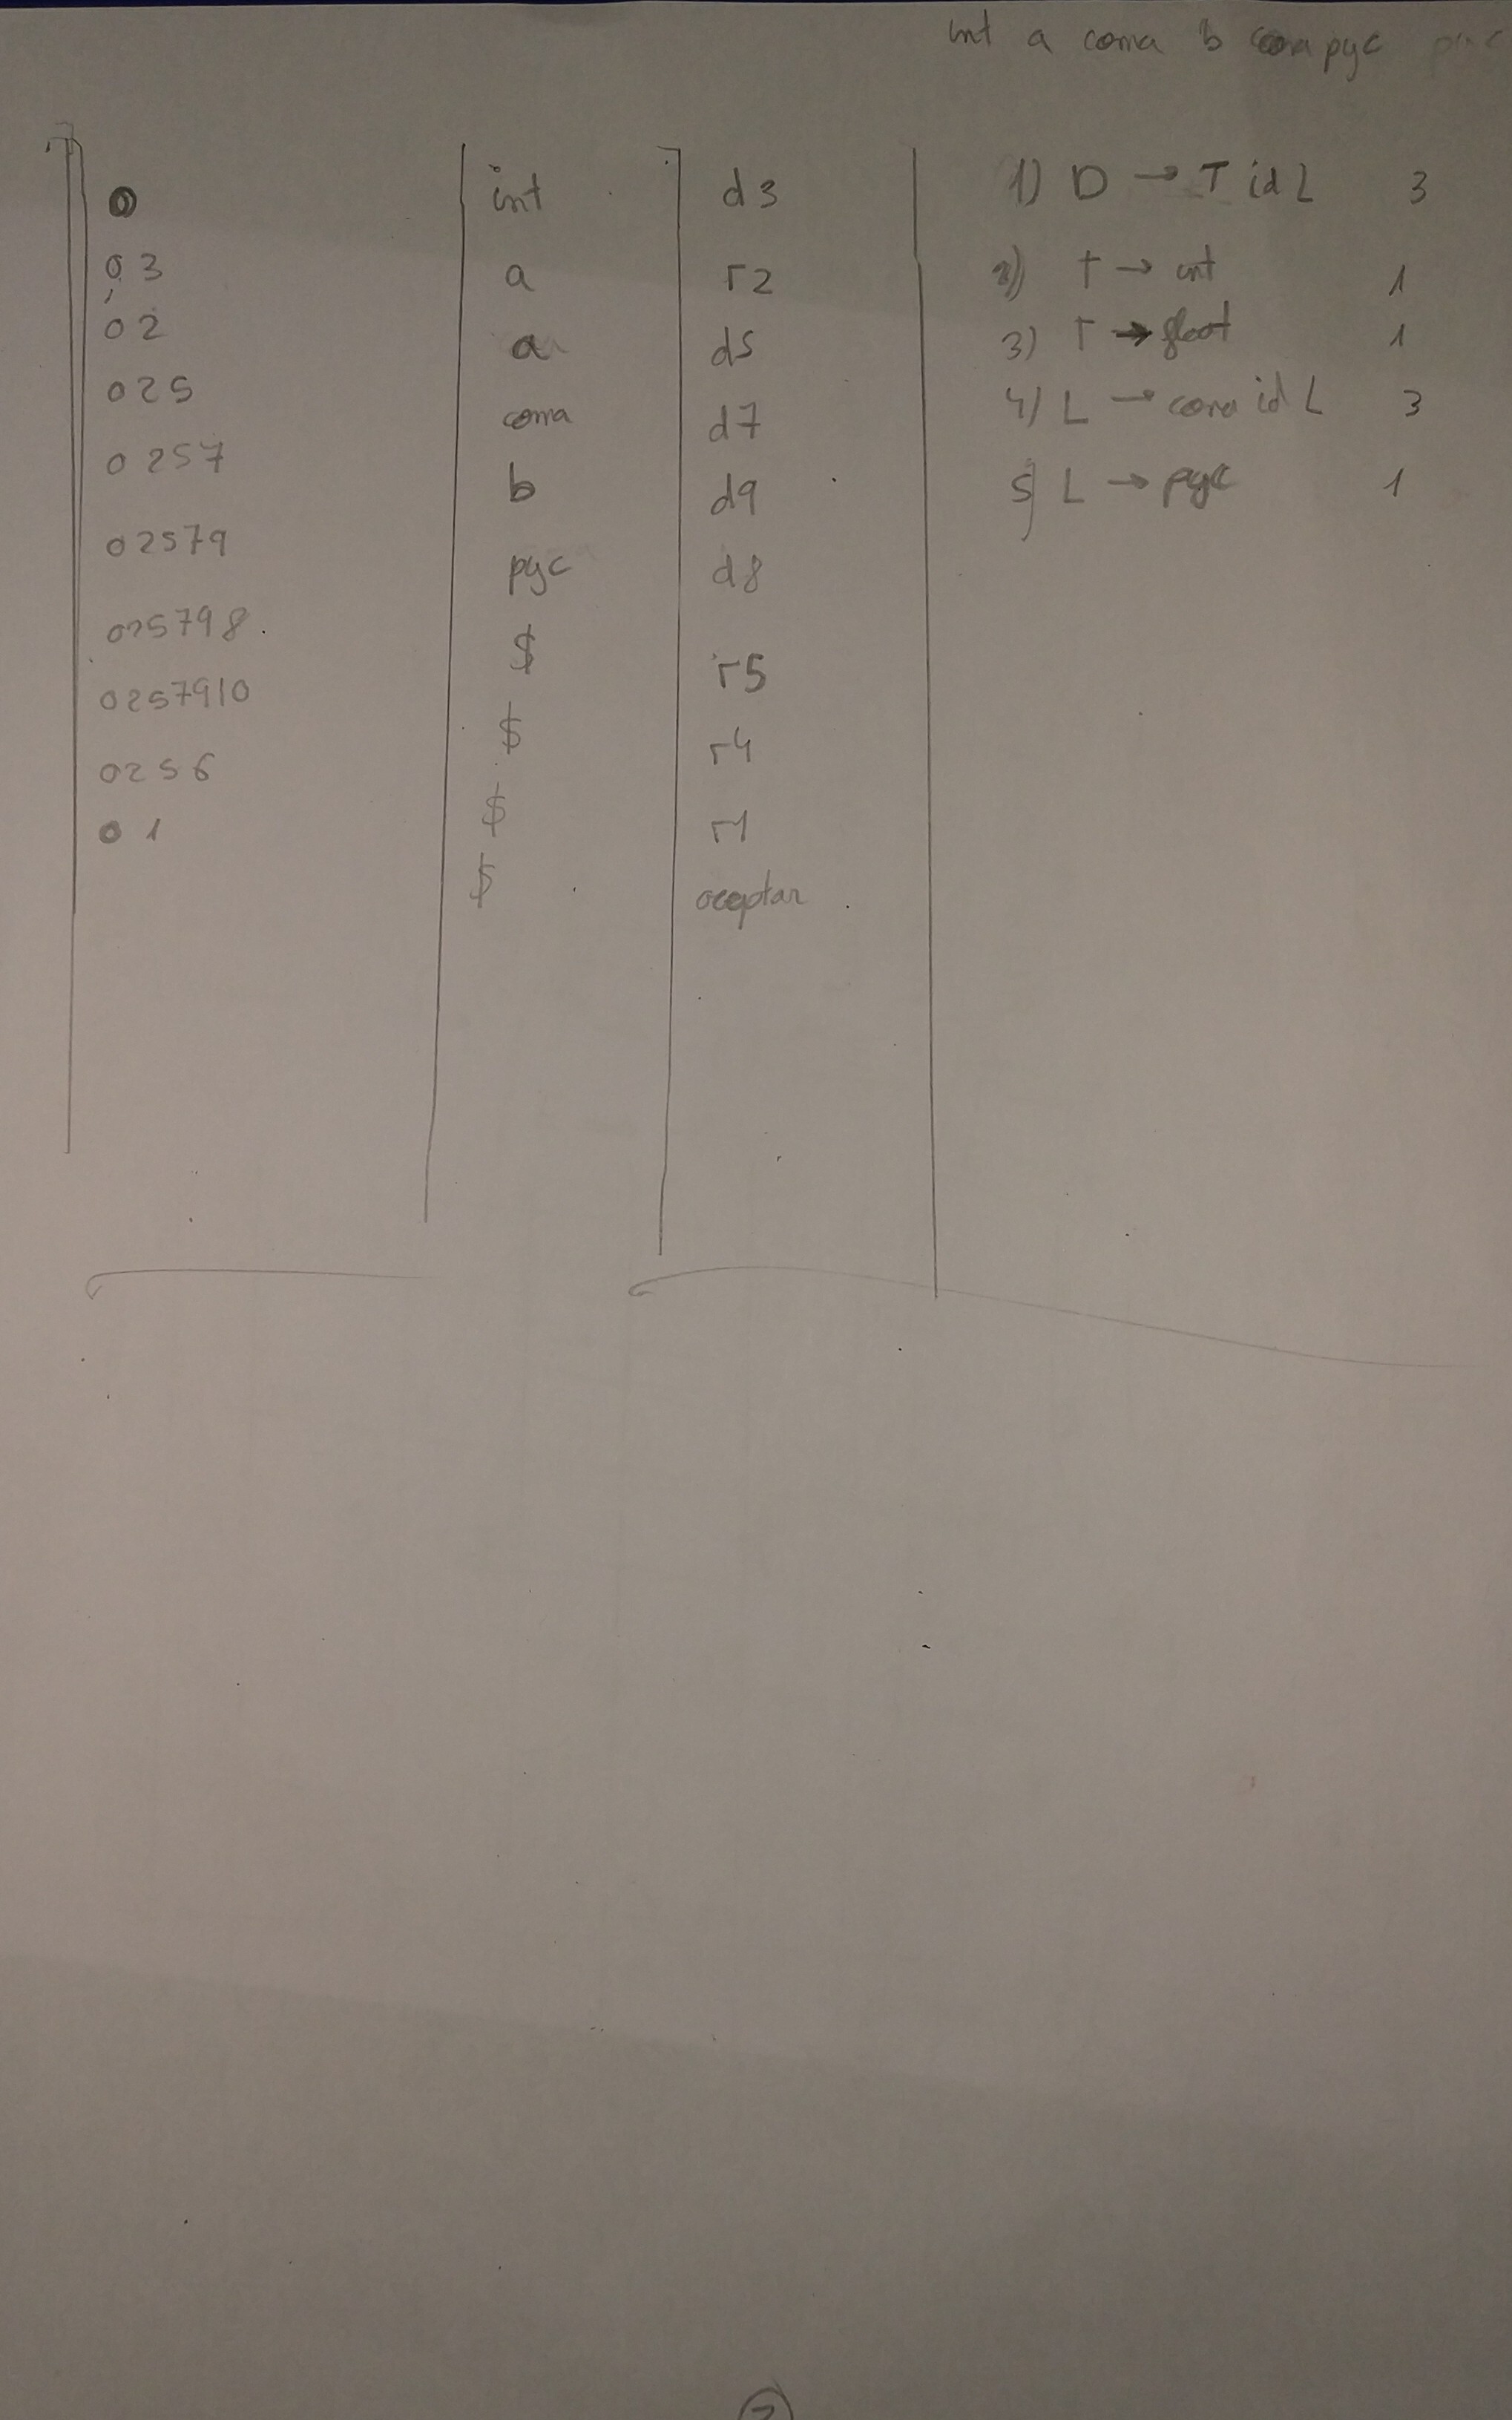 int a coma b pyc
0 int d3 1) D → T id L 3
0 3 a r2 2) T → int 1
0 2 a d5 3) T → float 1
0 2 5 coma d7 4) L → coma id L 3
0 2 5 7 b d9 5) L → pyc 1
0 2 5 7 9 pyc d8
0 2 5 7 9 8 $ r5
0 2 5 7 9 10 $ r4
0 2 5 6 $ r1
0 1 $ aceptar